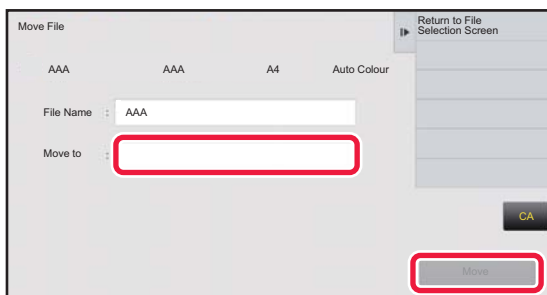 Move File
Return to File
Selection Screen
AAA AAA A4 Auto Colour
File Name : AAA
Move to :
CA
Move